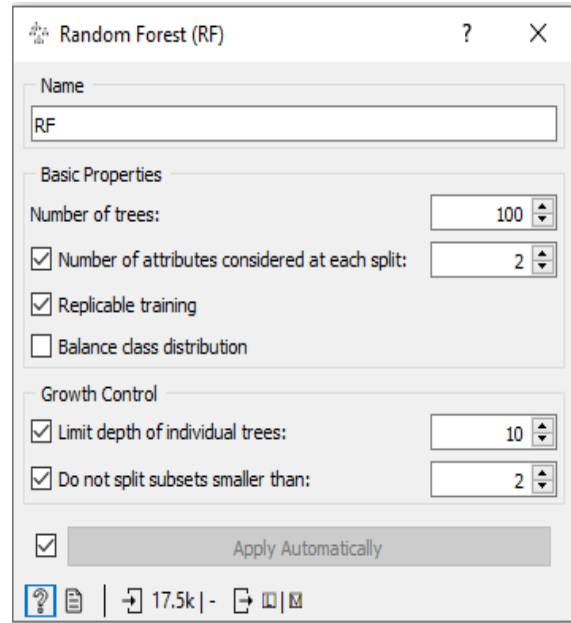 Random Forest (RF) ? ×
Name
RF
Basic Properties
Number of trees: 100
Number of attributes considered at each split: 2
Replicable training
Balance class distribution
Growth Control
Limit depth of individual trees: 10
Do not split subsets smaller than: 2
Apply Automatically
? 17.5k | - L | M